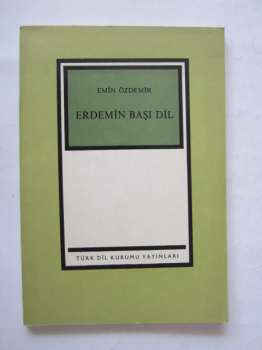 EMİN ÖZDEMİR
ERDEMİN BAŞI DİL
TÜRK DİL KURUMU YAYINLARI